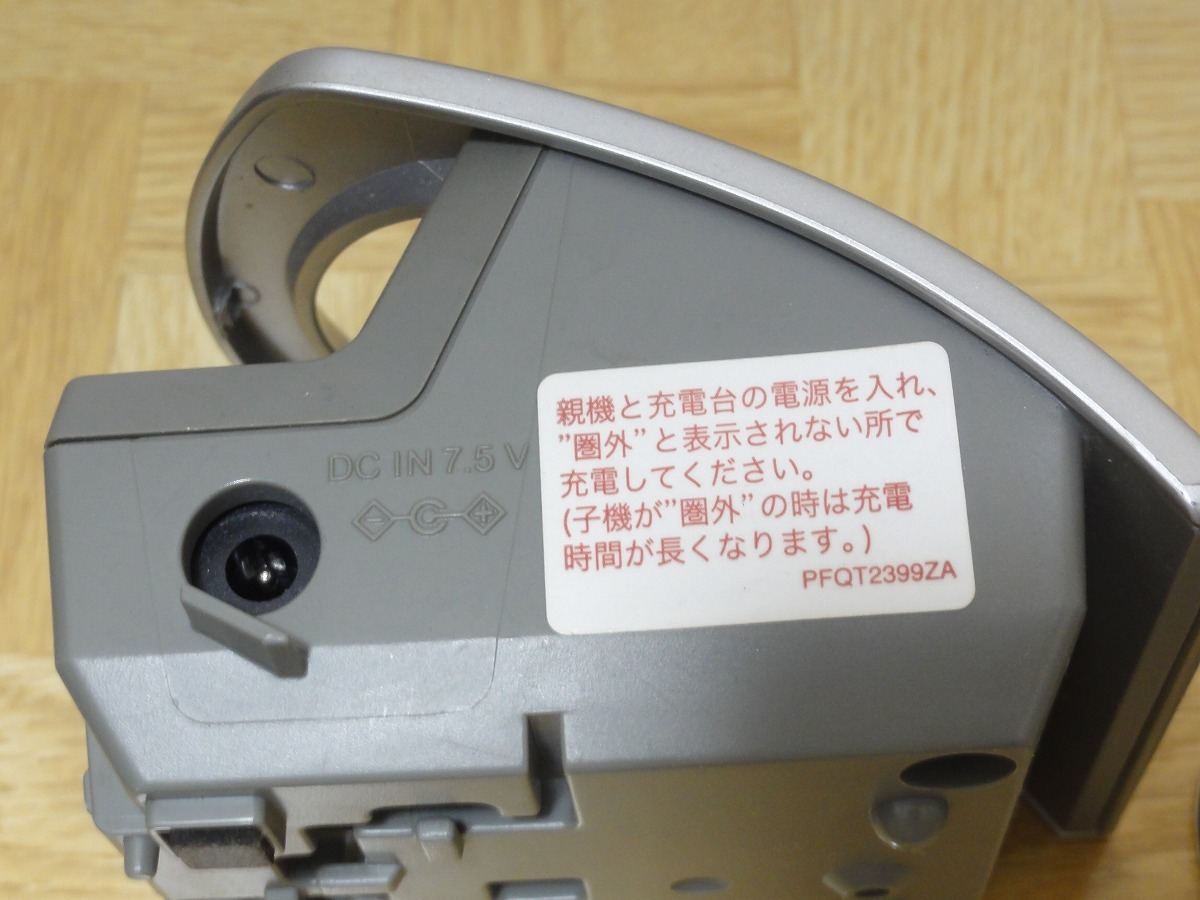 DC IN 7.5 V
親機と充電台の電源を入れ、
"圏外"と表示されない所で
充電してください。
(子機が"圏外"の時は充電
時間が長くなります。)
PFQT2399ZA